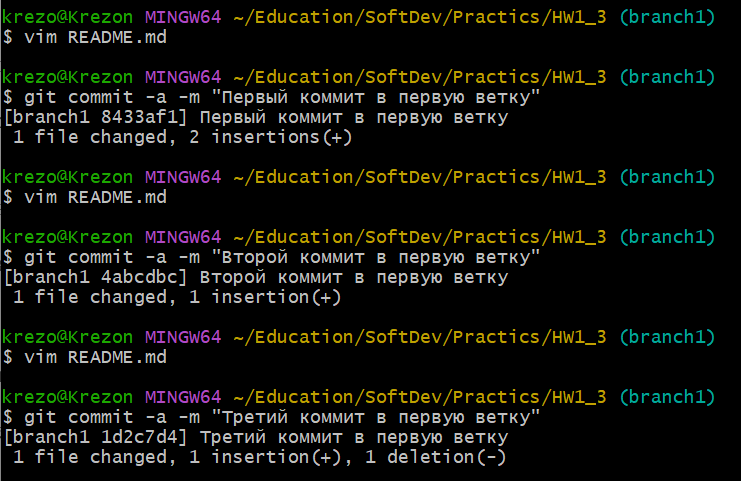 krezo@Krezon MINGW64 ~/Education/SoftDev/Practics/HW1_3 (branch1)
$ vim README.md
krezo@Krezon MINGW64 ~/Education/SoftDev/Practics/HW1_3 (branch1)
$ git commit -a -m "Первый коммит в первую ветку"
[branch1 8433af1] Первый коммит в первую ветку
 1 file changed, 2 insertions(+)
krezo@Krezon MINGW64 ~/Education/SoftDev/Practics/HW1_3 (branch1)
$ vim README.md
krezo@Krezon MINGW64 ~/Education/SoftDev/Practics/HW1_3 (branch1)
$ git commit -a -m "Второй коммит в первую ветку"
[branch1 4abcdbc] Второй коммит в первую ветку
 1 file changed, 1 insertion(+)
krezo@Krezon MINGW64 ~/Education/SoftDev/Practics/HW1_3 (branch1)
$ vim README.md
krezo@Krezon MINGW64 ~/Education/SoftDev/Practics/HW1_3 (branch1)
$ git commit -a -m "Третий коммит в первую ветку"
[branch1 1d2c7d4] Третий коммит в первую ветку
 1 file changed, 1 insertion(+), 1 deletion(-)